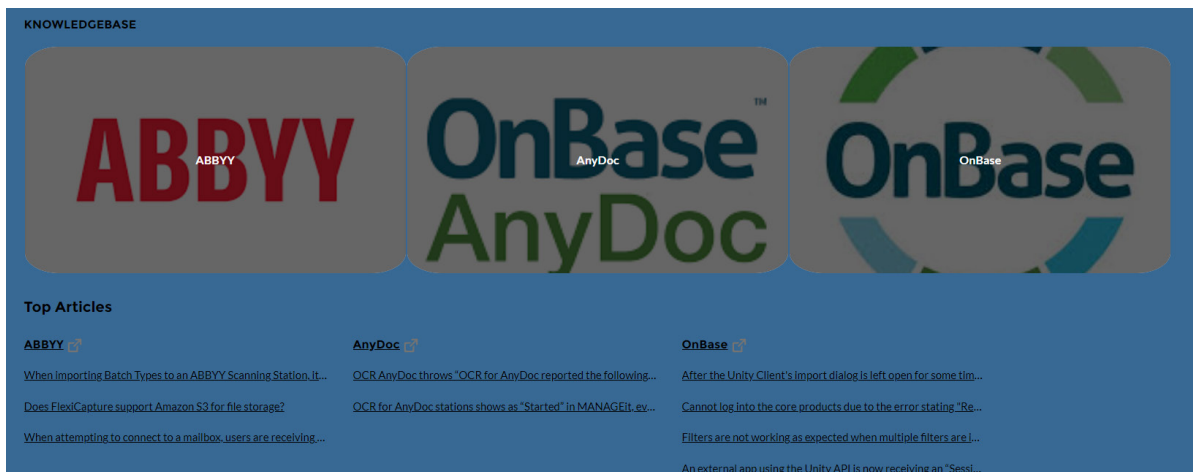 KNOWLEDGEBASE
ABBYY
ABBYY
OnBase™
AnyDoc
AnyDoc
OnBase
OnBase
Top Articles
ABBYY
When importing Batch Types to an ABBYY Scanning Station, it...
Does FlexiCapture support Amazon S3 for file storage?
When attempting to connect to a mailbox, users are receiving ...
AnyDoc
OCR AnyDoc throws "OCR for AnyDoc reported the following...
OCR for AnyDoc stations shows as "Started" in MANAGEit, ev...
OnBase
After the Unity Client's import dialog is left open for some tim...
Cannot log into the core products due to the error stating "Re...
Filters are not working as expected when multiple filters are i...
An external app using the Unity API is now receiving an "Sessi...